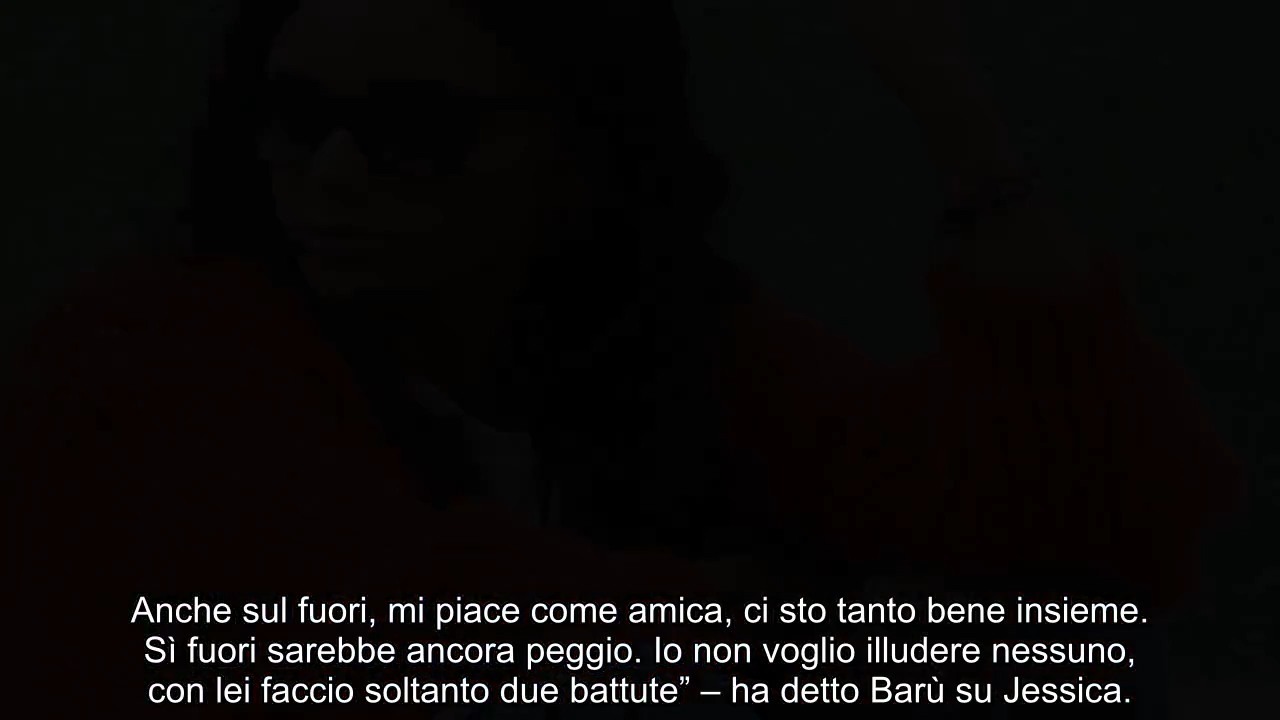 Anche sul fuori, mi piace come amica, ci sto tanto bene insieme.
Sì fuori sarebbe ancora peggio. Io non voglio illudere nessuno,
con lei faccio soltanto due battute” – ha detto Barù su Jessica.